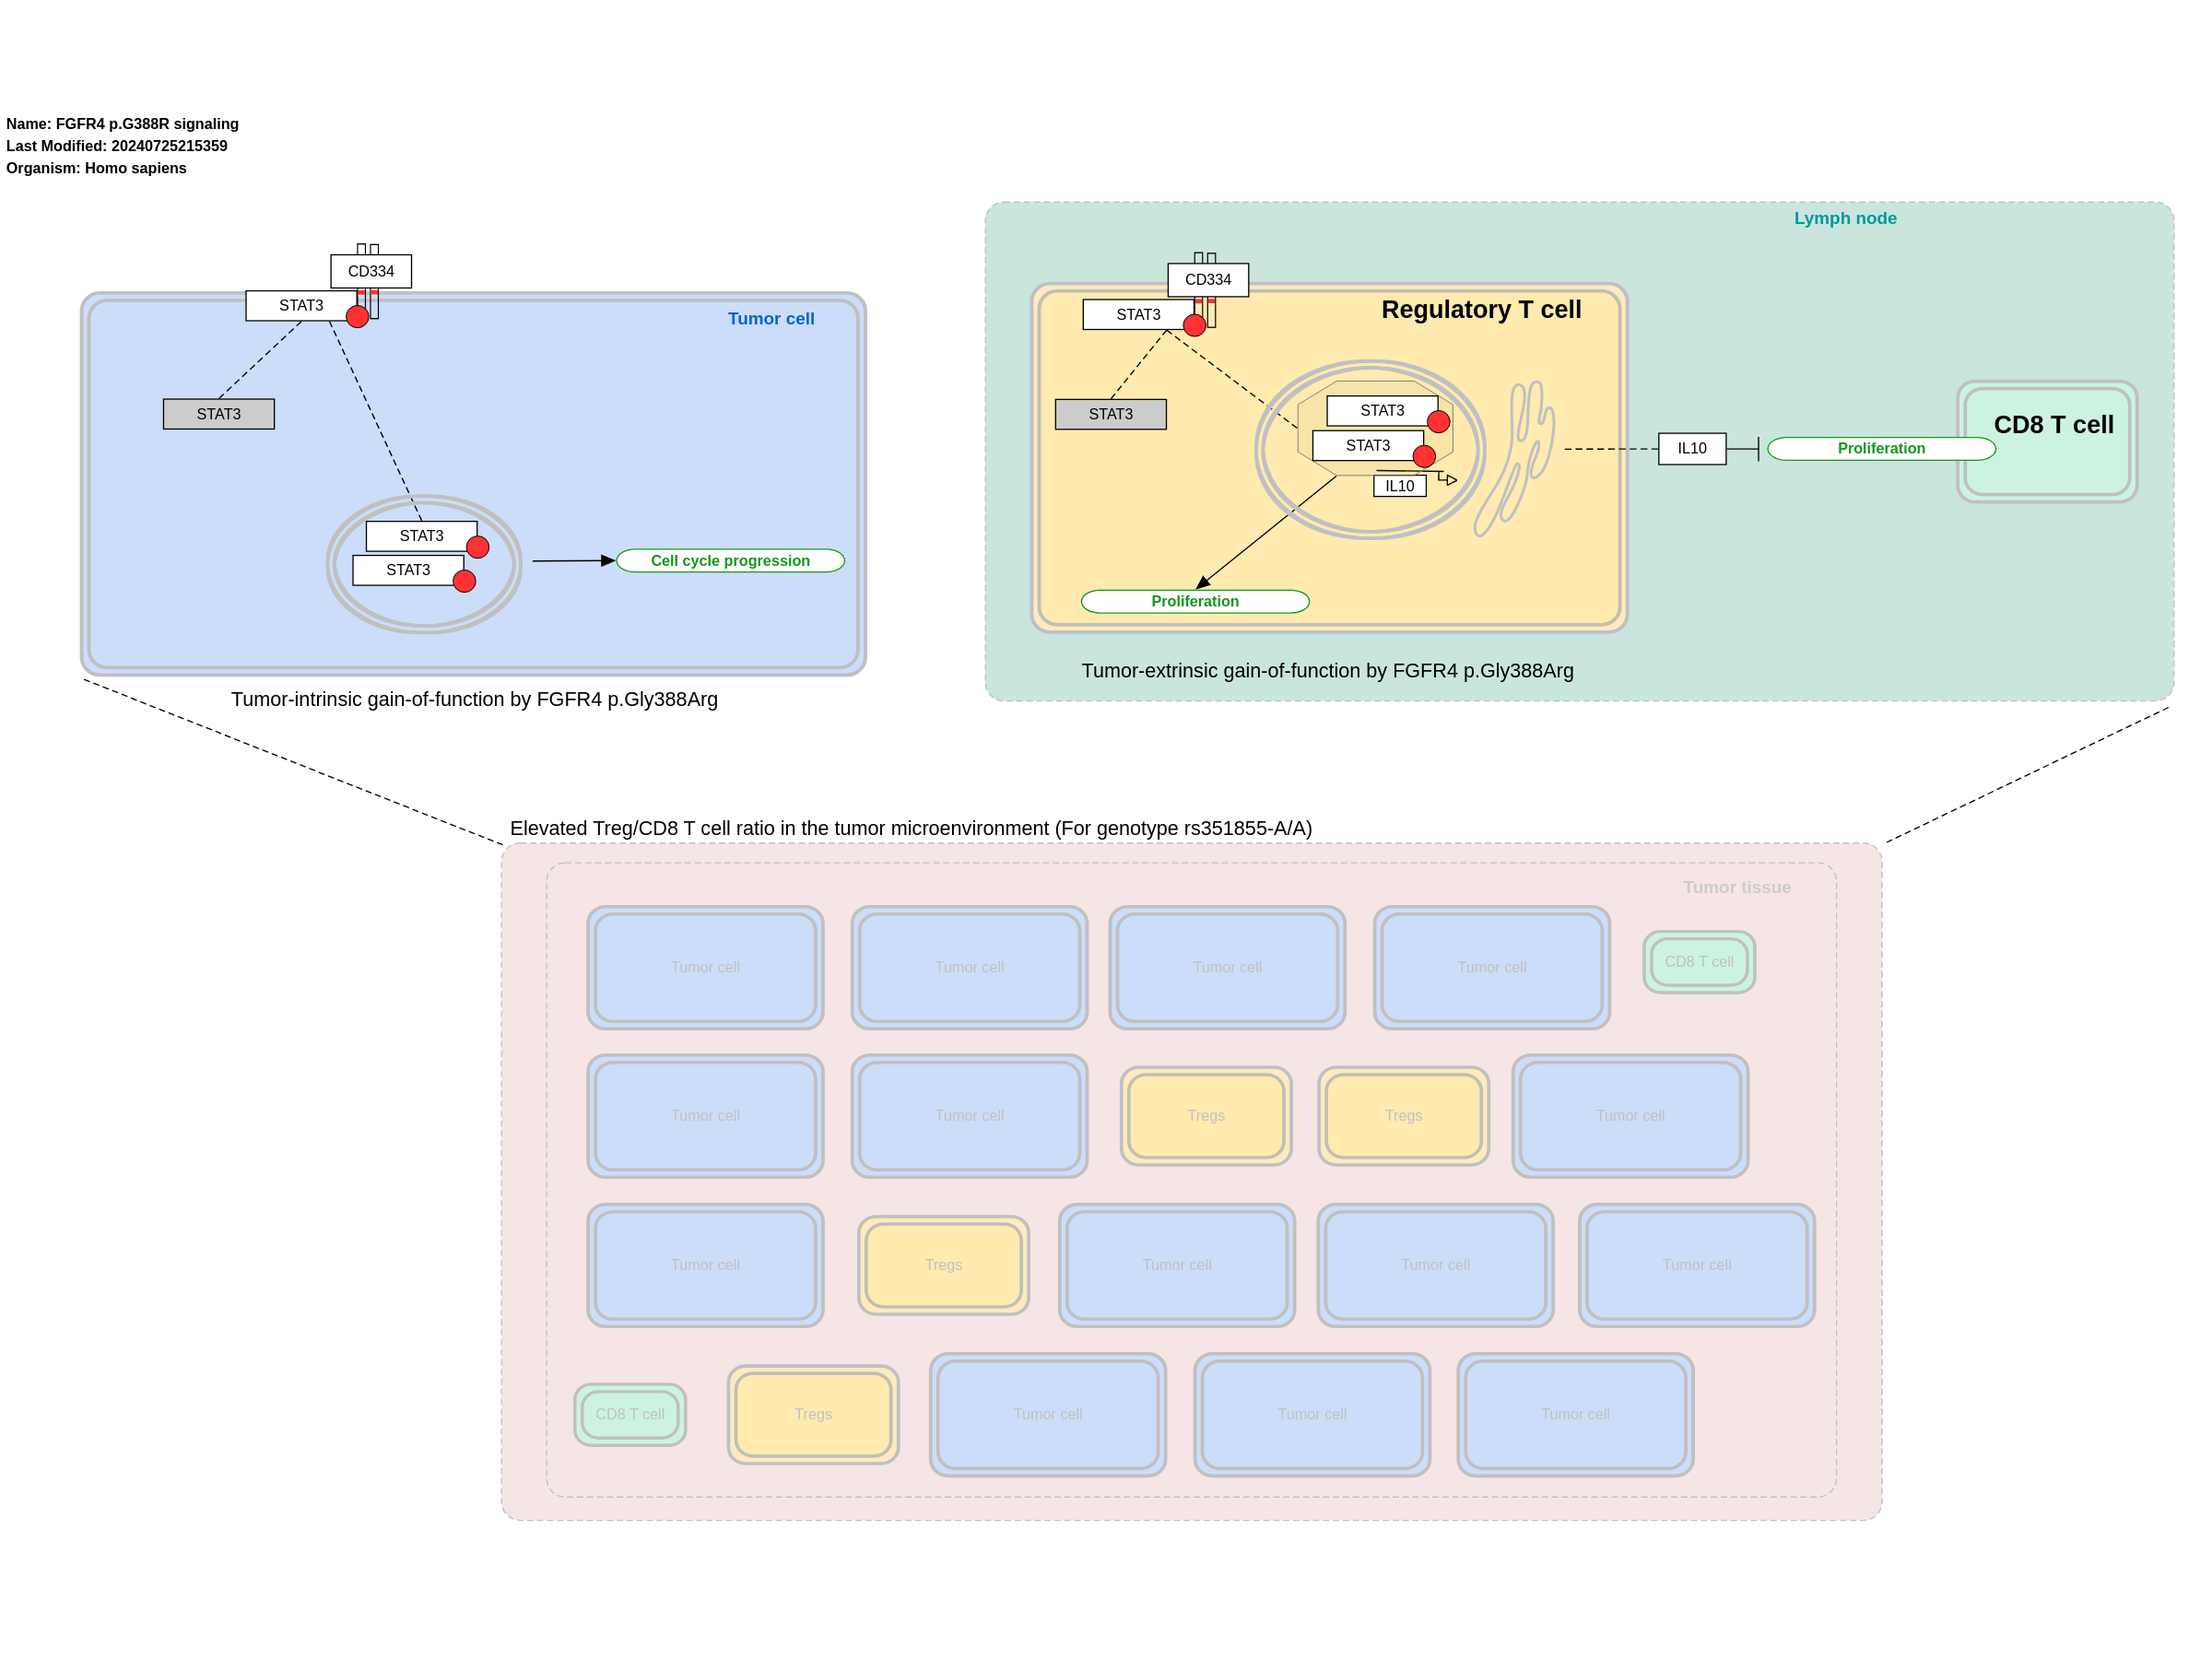 Name: FGFR4 p.G388R signaling
Last Modified: 20240725215359
Organism: Homo sapiens
Lymph node
CD334
STAT3
Tumor cell
STAT3
STAT3
STAT3
Cell cycle progression
Tumor-intrinsic gain-of-function by FGFR4 p.Gly388Arg
CD334
STAT3
Regulatory T cell
STAT3
STAT3
STAT3
IL10
Proliferation
IL10
Proliferation
CD8 T cell
Tumor-extrinsic gain-of-function by FGFR4 p.Gly388Arg
Elevated Treg/CD8 T cell ratio in the tumor microenvironment (For genotype rs351855-A/A)
Tumor tissue
Tumor cell
Tumor cell
Tumor cell
Tumor cell
CD8 T cell
Tumor cell
Tumor cell
Tregs
Tregs
Tumor cell
Tumor cell
Tregs
Tumor cell
Tumor cell
Tumor cell
CD8 T cell
Tregs
Tumor cell
Tumor cell
Tumor cell